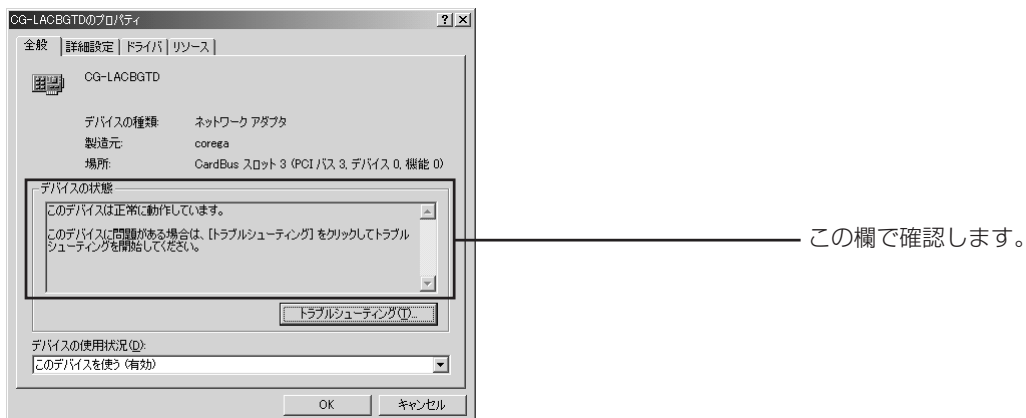 CG-LACBGTDのプロパティ
全般 詳細設定 ドライバ リソース
CG-LACBGTD
デバイスの種類: ネットワーク アダプタ
製造元: corega
場所: CardBus スロット 3 (PCI バス 3, デバイス 0, 機能 0)
デバイスの状態
このデバイスは正常に動作しています。
このデバイスに問題がある場合は、[トラブルシューティング] をクリックしてトラブル
シューティングを開始してください。
この欄で確認します。
トラブルシューティング(T)...
デバイスの使用状況(D):
このデバイスを使う (有効)
OK キャンセル